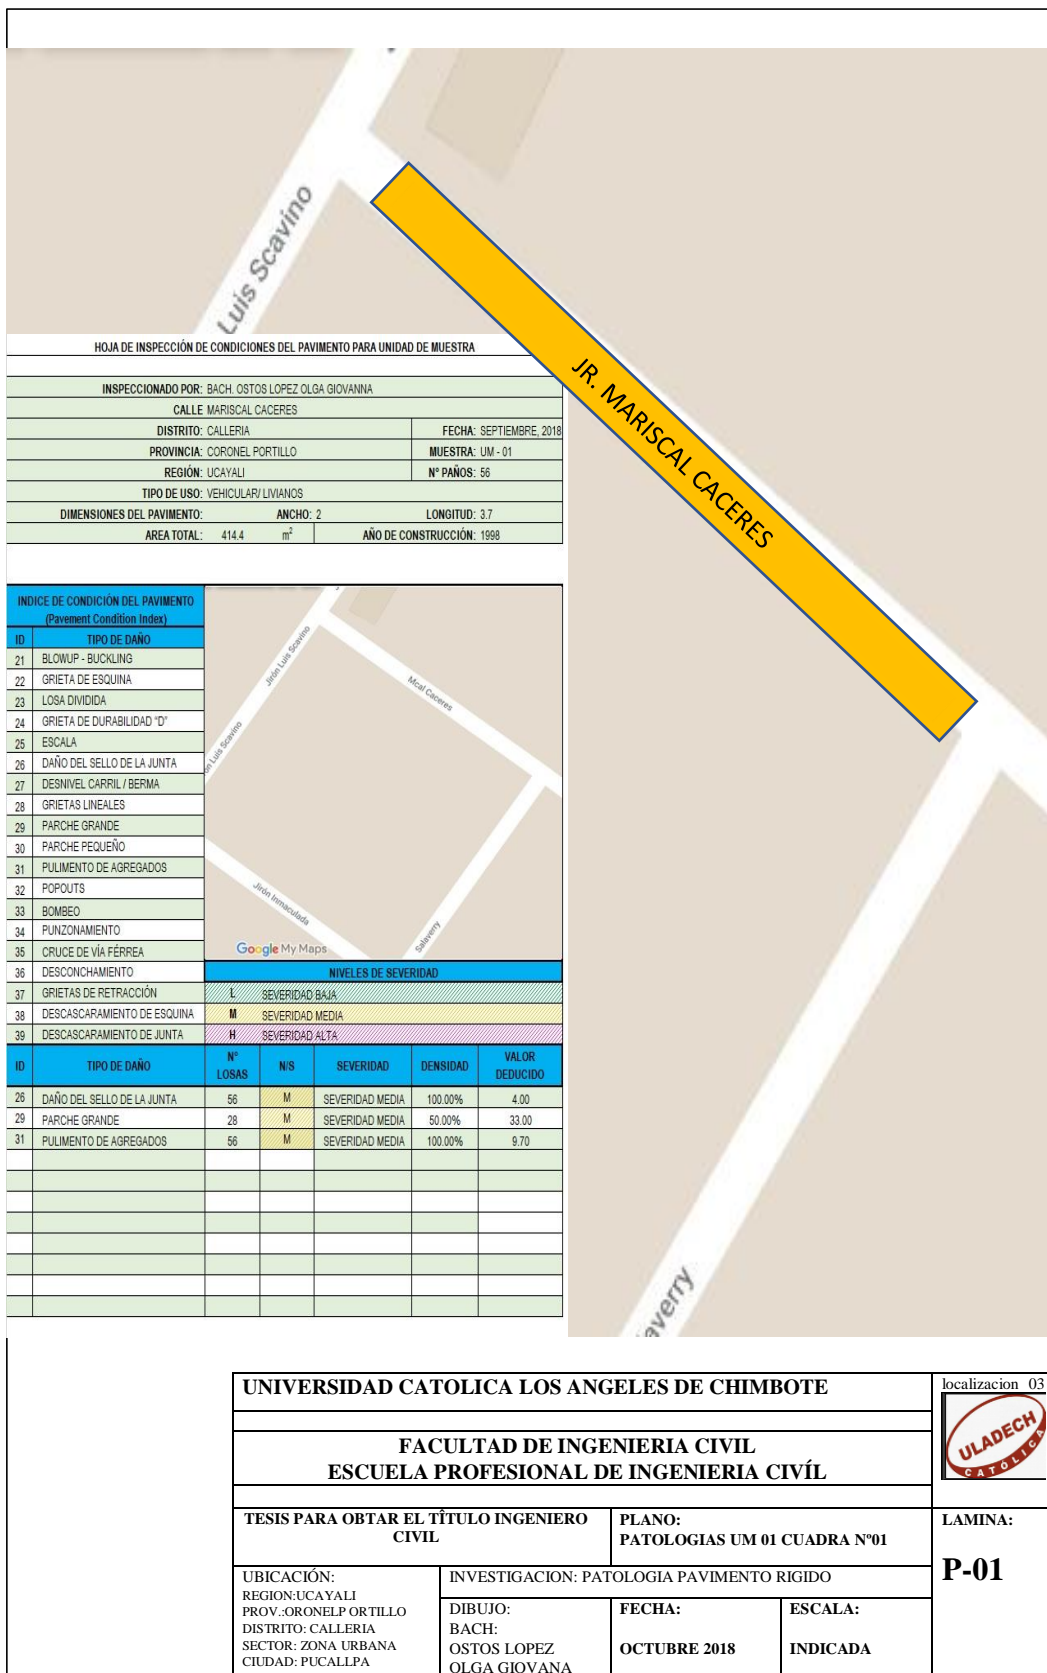 Luis Scavino
JR. MARISCAL CACERES
HOJA DE INSPECCIÓN DE CONDICIONES DEL PAVIMENTO PARA UNIDAD DE MUESTRA
INSPECCIONADO POR: BACH. OSTOS LOPEZ OLGA GIOVANNA
CALLE MARISCAL CACERES
DISTRITO: CALLERIA FECHA: SEPTIEMBRE, 2018
PROVINCIA: CORONEL PORTILLO MUESTRA: UM - 01
REGIÓN: UCAYALI N° PAÑOS: 56
TIPO DE USO: VEHICULAR/ LIVIANOS
DIMENSIONES DEL PAVIMENTO: ANCHO: 2 LONGITUD: 3.7
AREA TOTAL: 414.4 m² AÑO DE CONSTRUCCIÓN: 1998
INDICE DE CONDICIÓN DEL PAVIMENTO
(Pavement Condition Index)
ID TIPO DE DAÑO
21 BLOWUP - BUCKLING
22 GRIETA DE ESQUINA
23 LOSA DIVIDIDA
24 GRIETA DE DURABILIDAD "D"
25 ESCALA
26 DAÑO DEL SELLO DE LA JUNTA
27 DESNIVEL CARRIL / BERMA
28 GRIETAS LINEALES
29 PARCHE GRANDE
30 PARCHE PEQUEÑO
31 PULIMENTO DE AGREGADOS
32 POPOUTS
33 BOMBEO
34 PUNZONAMIENTO
35 CRUCE DE VÍA FÉRREA
36 DESCONCHAMIENTO
37 GRIETAS DE RETRACCIÓN
38 DESCASCARAMIENTO DE ESQUINA
39 DESCASCARAMIENTO DE JUNTA
Jirón Luis Scavino
Mcal Caceres
on Luis Scavino
Jirón Inmaculada
Salaverry
Google My Maps
NIVELES DE SEVERIDAD
L SEVERIDAD BAJA
M SEVERIDAD MEDIA
H SEVERIDAD ALTA
ID TIPO DE DAÑO N° LOSAS N/S SEVERIDAD DENSIDAD VALOR DEDUCIDO
26 DAÑO DEL SELLO DE LA JUNTA 56 M SEVERIDAD MEDIA 100.00% 4.00
29 PARCHE GRANDE 28 M SEVERIDAD MEDIA 50.00% 33.00
31 PULIMENTO DE AGREGADOS 56 M SEVERIDAD MEDIA 100.00% 9.70
averry
UNIVERSIDAD CATOLICA LOS ANGELES DE CHIMBOTE
localizacion 03
ULADECH
CATÓLICA
FACULTAD DE INGENIERIA CIVIL
ESCUELA PROFESIONAL DE INGENIERIA CIVÍL
TESIS PARA OBTAR EL TÍTULO INGENIERO
CIVIL
PLANO:
PATOLOGIAS UM 01 CUADRA Nº01
LAMINA:
P-01
UBICACIÓN:
REGION:UCAYALI
PROV.:ORONELP ORTILLO
DISTRITO: CALLERIA
SECTOR: ZONA URBANA
CIUDAD: PUCALLPA
INVESTIGACION: PATOLOGIA PAVIMENTO RIGIDO
DIBUJO:
BACH:
OSTOS LOPEZ
OLGA GIOVANA
FECHA:
OCTUBRE 2018
ESCALA:
INDICADA